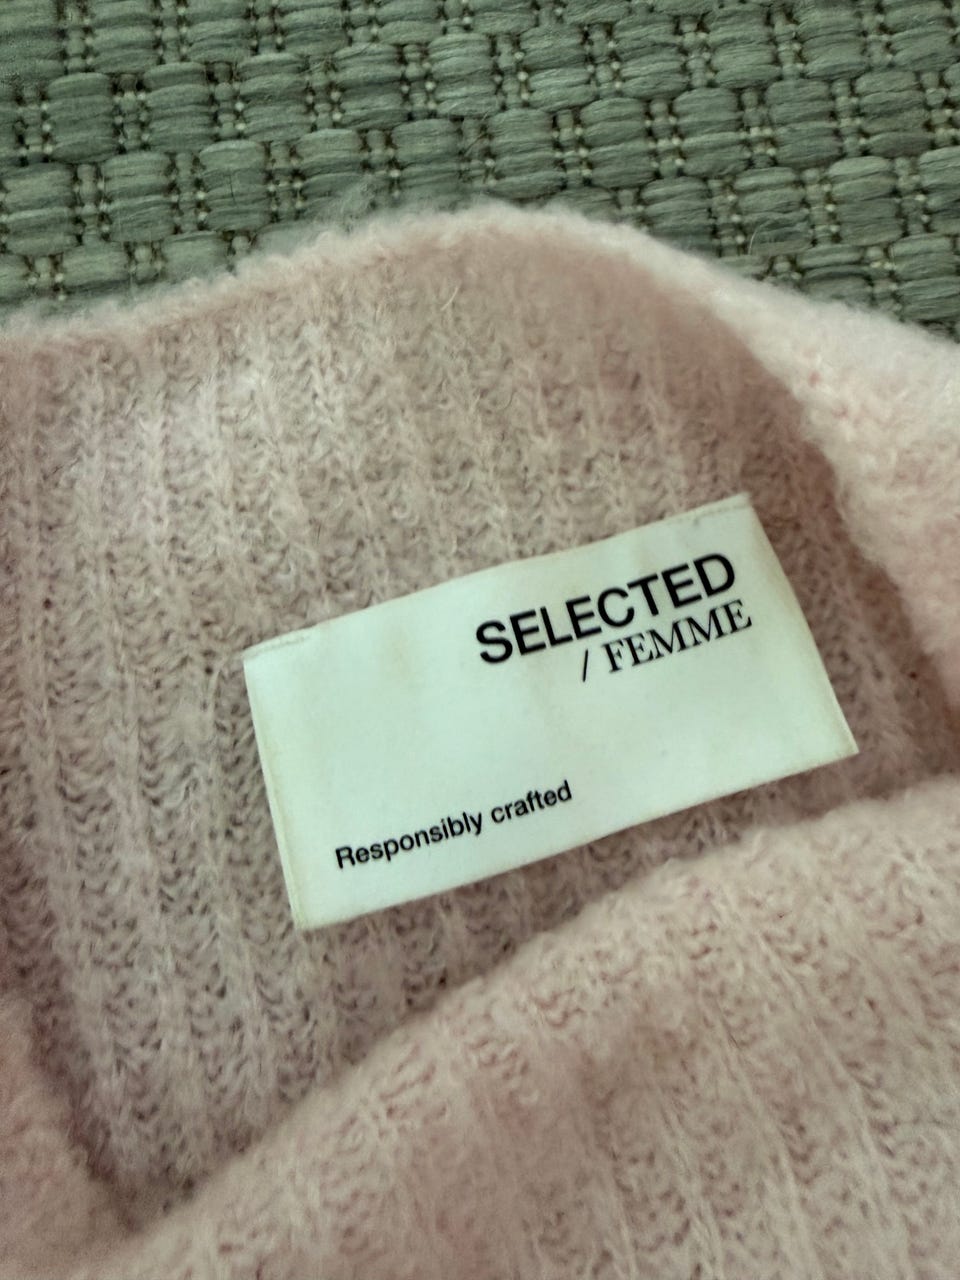 SELECTED
/ FEMME
Responsibly crafted